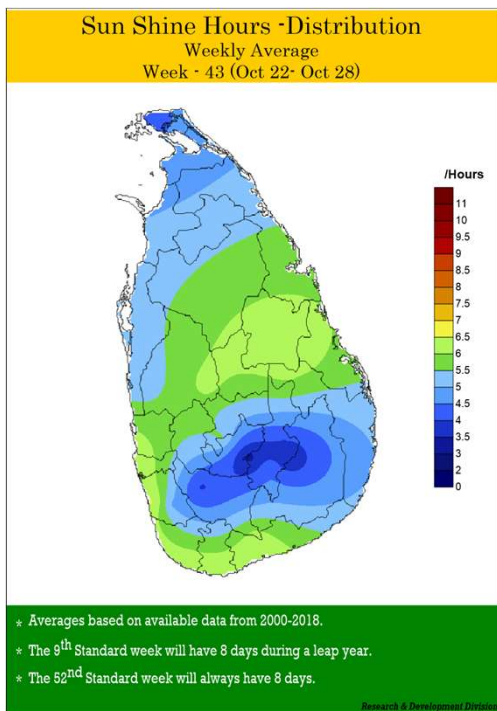 Sun Shine Hours -Distribution
Weekly Average
Week - 43 (Oct 22- Oct 28)
/Hours
11
10
9.5
9
8.5
8
7.5
7
6.5
6
5.5
5
4.5
4
3.5
3
2
0
* Averages based on available data from 2000-2018.
* The 9th Standard week will have 8 days during a leap year.
* The 52nd Standard week will always have 8 days.
Research & Development Division